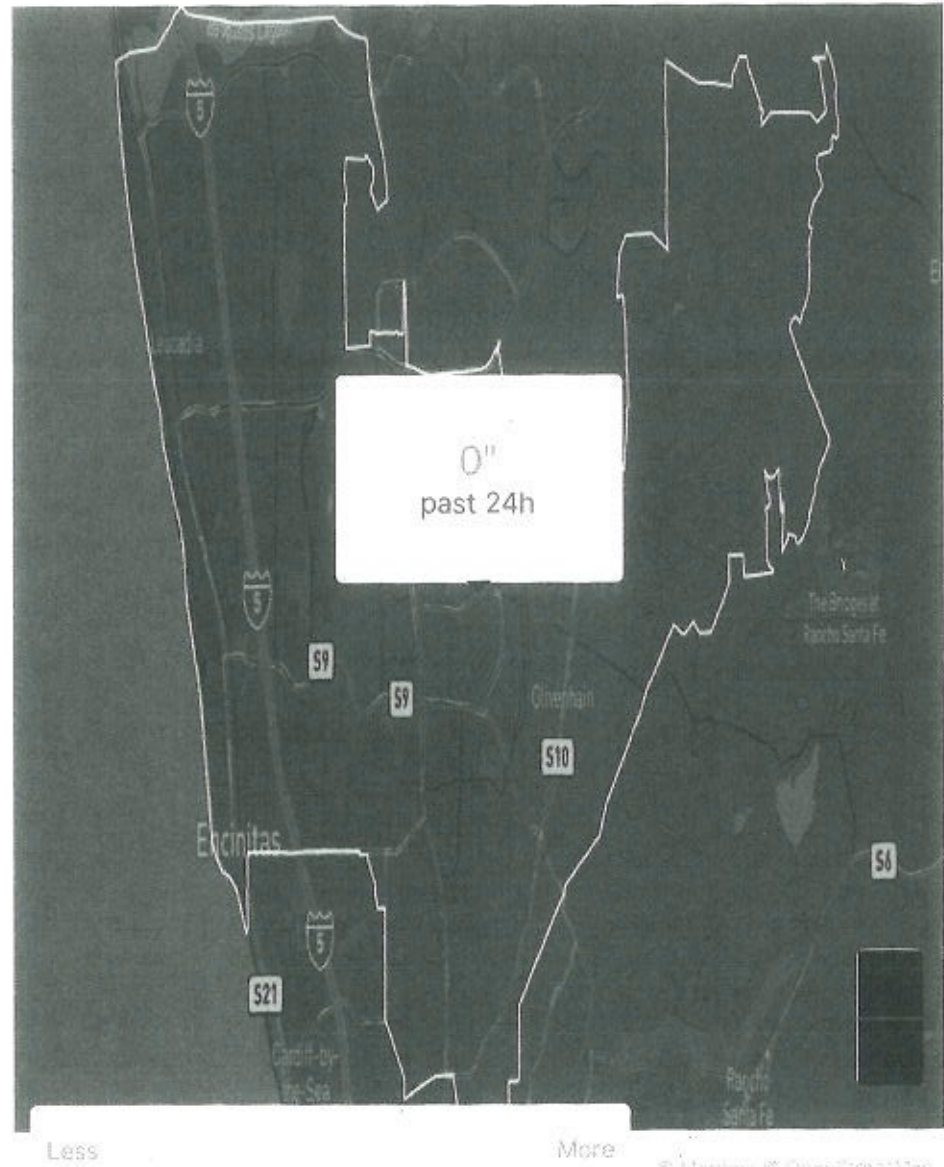 5
Leucadia
0"
past 24h
5
The Bridges at
Rancho Santa Fe
S9
S9
Olivenhain
S10
Encinitas
S6
5
S21
Cardiff-by-
the-Sea
Rancho
Santa Fe
Less
More